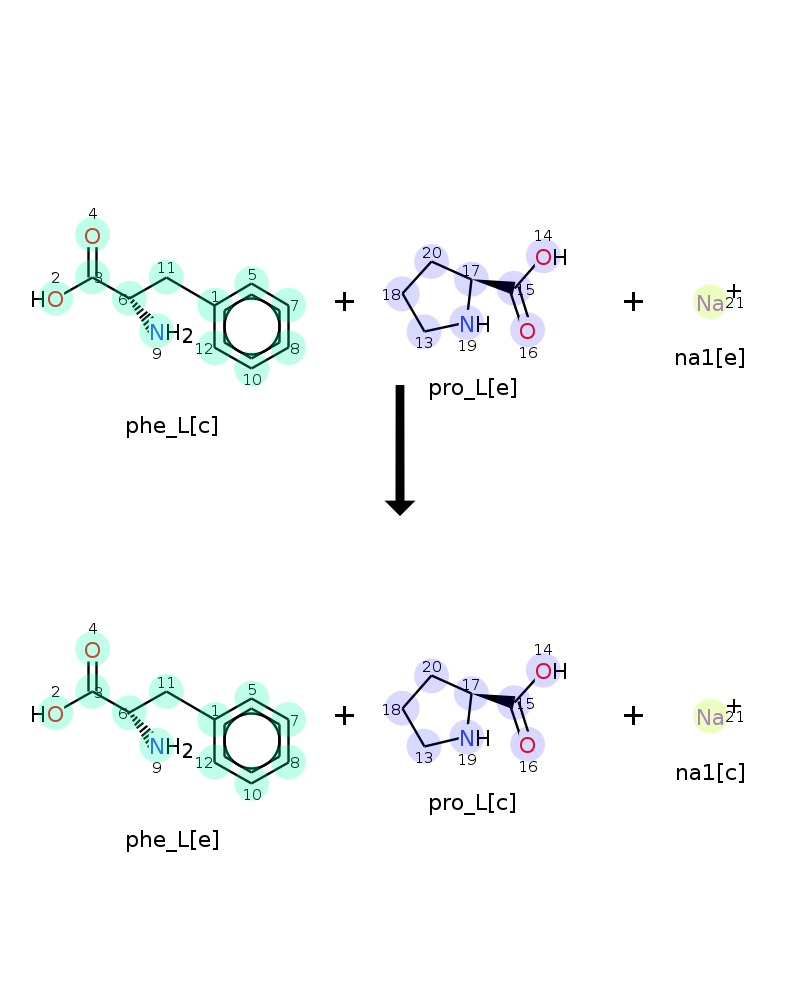 4 O
2 3 11 5
HO 6 1 7
NH2 9 12 8
10
phe_L[c]
+
20 17 14 OH
18 15
13 NH 19 O 16
pro_L[e]
+
Na + 21
na1[e]
4 O
2 3 11 5
HO 6 1 7
NH2 9 12 8
10
phe_L[e]
+
20 17 14 OH
18 15
13 NH 19 O 16
pro_L[c]
+
Na + 21
na1[c]